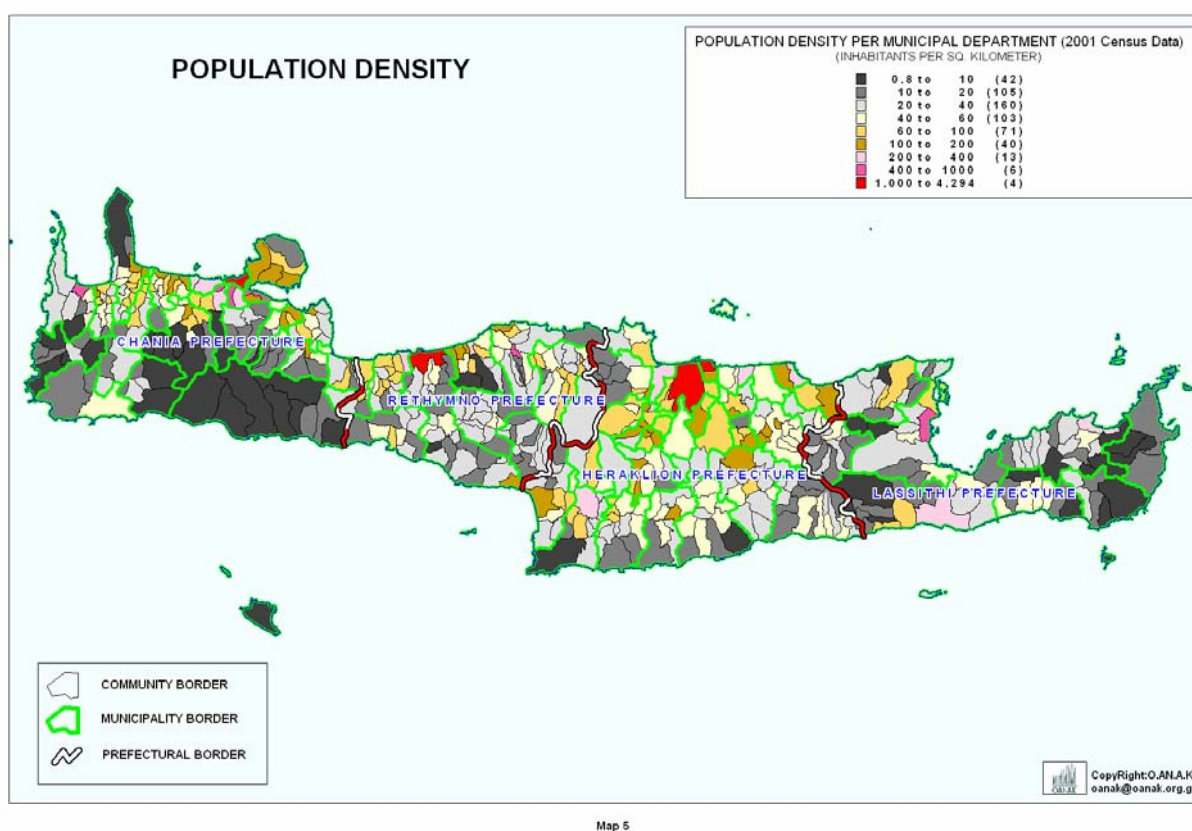 POPULATION DENSITY
POPULATION DENSITY PER MUNICIPAL DEPARTMENT (2001 Census Data)
(INHABITANTS PER SQ. KILOMETER)
0.8 to 10 (42)
10 to 20 (105)
20 to 40 (160)
40 to 60 (103)
60 to 100 (71)
100 to 200 (40)
200 to 400 (13)
400 to 1000 (6)
1.000 to 4.294 (4)
CHANIA PREFECTURE
RETHYMNO PREFECTURE
HERAKLION PREFECTURE
LASSITHI PREFECTURE
COMMUNITY BORDER
MUNICIPALITY BORDER
PREFECTURAL BORDER
OANAK
CopyRight:O.AN.A.K
oanak@oanak.org.g
Map 5